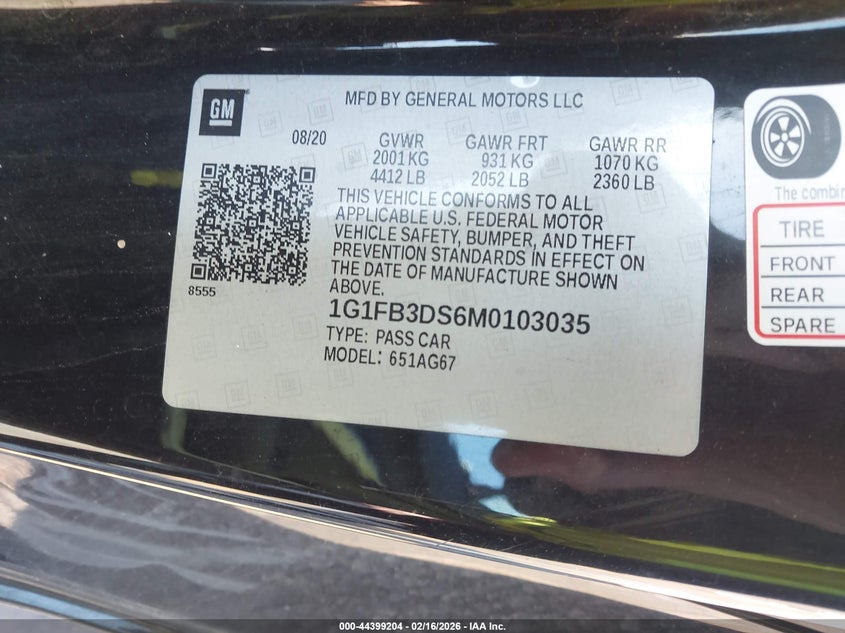 GM
MFD BY GENERAL MOTORS LLC
08/20 GVWR GAWR FRT GAWR RR
2001 KG 931 KG 1070 KG
4412 LB 2052 LB 2360 LB
THIS VEHICLE CONFORMS TO ALL
APPLICABLE U.S. FEDERAL MOTOR
VEHICLE SAFETY, BUMPER, AND THEFT
PREVENTION STANDARDS IN EFFECT ON
THE DATE OF MANUFACTURE SHOWN
ABOVE.
8555
1G1FB3DS6M0103035
TYPE: PASS CAR
MODEL: 651AG67
The combin
TIRE
FRONT
REAR
SPARE
000-44399204 | 02/16/2026 - IAA Inc.